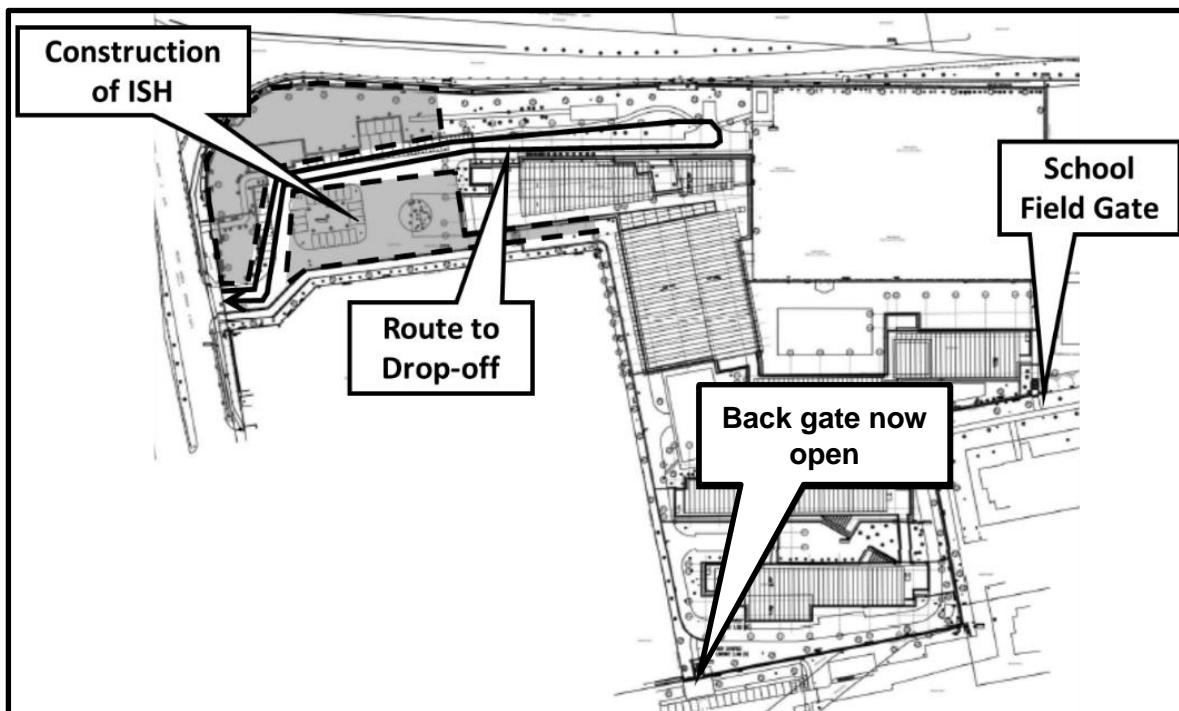 Construction
of ISH
School
Field Gate
Route to
Drop-off
Back gate now
open